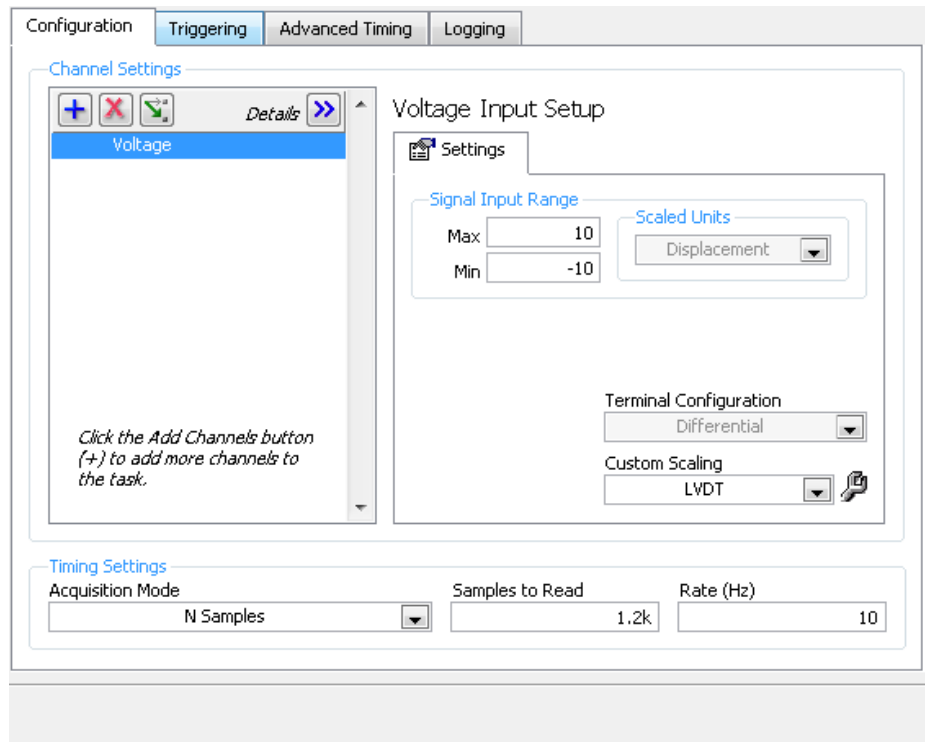 Configuration
Triggering
Advanced Timing
Logging
Channel Settings
Details
Voltage
Click the Add Channels button
(+) to add more channels to
the task.
Voltage Input Setup
Settings
Signal Input Range
Max 10
Min -10
Scaled Units
Displacement
Terminal Configuration
Differential
Custom Scaling
LVDT
Timing Settings
Acquisition Mode
N Samples
Samples to Read
1.2k
Rate (Hz)
10